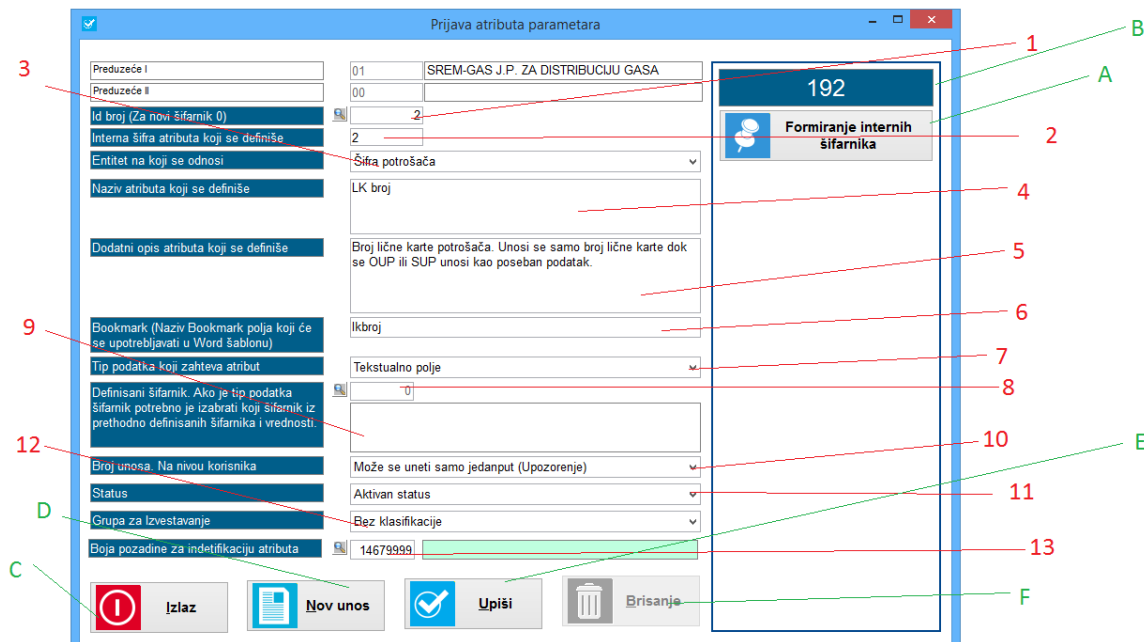 Prijava atributa parametara
B
1
3
A
Preduzeće I
01
SREM-GAS J.P. ZA DISTRIBUCIJU GASA
192
Preduzeće II
00
Id broj (Za novi šifarnik 0)
2
Formiranje internih
šifarnika
Interna šifra atributa koji se definiše
2
2
Entitet na koji se odnosi
Šifra potrošača
Naziv atributa koji se definiše
LK broj
4
Dodatni opis atributa koji se definiše
Broj lične karte potrošača. Unosi se samo broj lične karte dok
se OUP ili SUP unosi kao poseban podatak.
5
9
Bookmark (Naziv Bookmark polja koji će
se upotrebljavati u Word šablonu)
lkbroj
6
Tip podatka koji zahteva atribut
Tekstualno polje
7
Definisani šifarnik. Ako je tip podatka
šifarnik potrebno je izabrati koji šifarnik iz
prethodno definisanih šifarnika i vrednosti.
0
8
12
E
Broj unosa. Na nivou korisnika
Može se uneti samo jedanput (Upozorenje)
10
Status
Aktivan status
11
D
Grupa za Izvestavanje
Bez klasifikacije
Boja pozadine za indetifikaciju atributa
14679999
13
C
Izlaz
Nov unos
Upiši
Brisanje
F